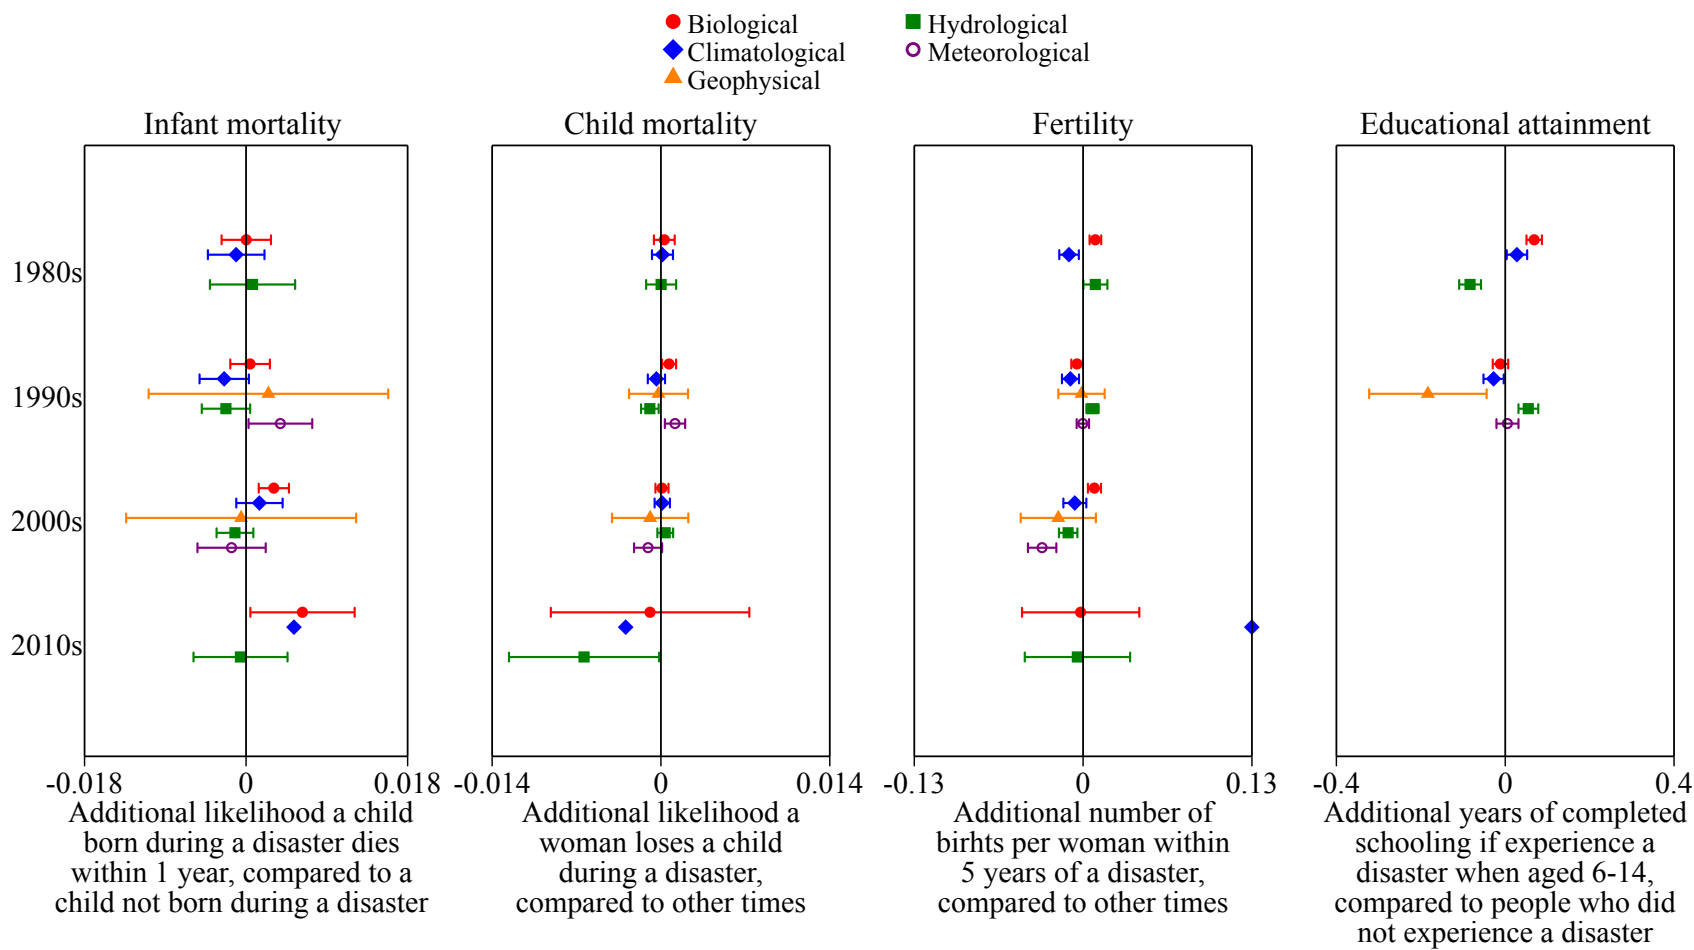 Biological
Hydrological
Climatological
Meteorological
Geophysical
Infant mortality
Child mortality
Fertility
Educational attainment
1980s
1990s
2000s
2010s
-0.018 0 0.018
-0.014 0 0.014
-0.13 0 0.13
-0.4 0 0.4
Additional likelihood a child
born during a disaster dies
within 1 year, compared to a
child not born during a disaster
Additional likelihood a
woman loses a child
during a disaster,
compared to other times
Additional number of
birhts per woman within
5 years of a disaster,
compared to other times
Additional years of completed
schooling if experience a
disaster when aged 6-14,
compared to people who did
not experience a disaster